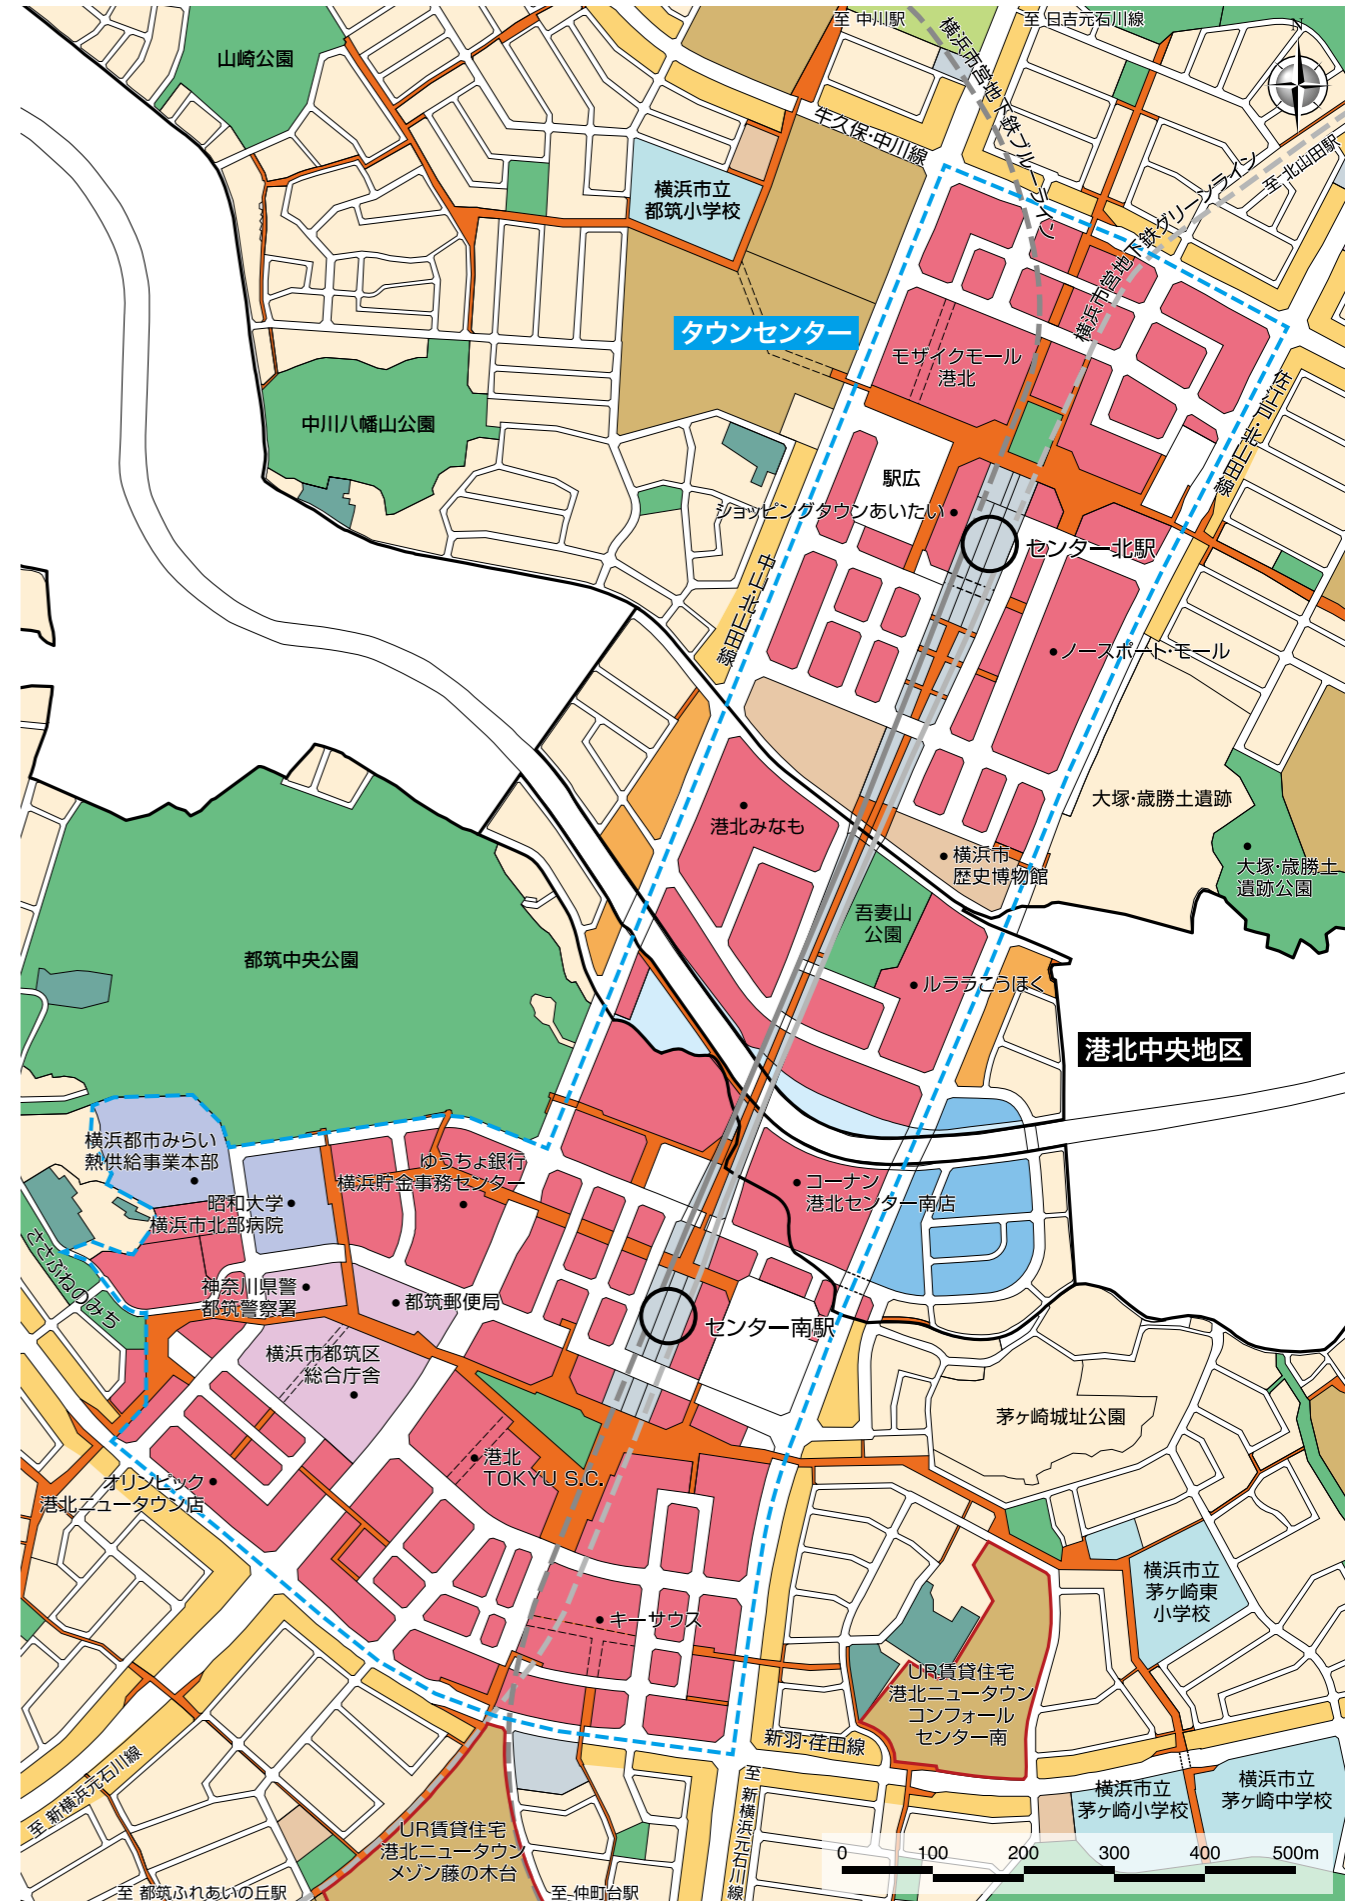 至 中川駅
至 日吉元石川線
横浜市営地下鉄ブルーライン
N
山崎公園
牛久保・中川線
至 北山田駅
横浜市営地下鉄グリーンライン
横浜市立
都筑小学校
タウンセンター
モザイクモール
港北
佐江戸・北山田線
中川八幡山公園
駅広
ショッピングタウンあいたい
センター北駅
中山・北山田線
ノースポート・モール
大塚・歳勝土遺跡
港北みなも
横浜市
歴史博物館
大塚・歳勝土
遺跡公園
吾妻山
公園
都筑中央公園
ルララこうほく
港北中央地区
横浜都市みらい
熱供給事業本部
ゆうちょ銀行
横浜貯金事務センター
昭和大学
横浜市北部病院
コーナン
港北センター南店
ささぶねのみち
神奈川県警
都筑警察署
都筑郵便局
センター南駅
横浜市都筑区
総合庁舎
茅ヶ崎城址公園
港北
TOKYU S.C.
オリンピック
港北ニュータウン店
横浜市立
茅ヶ崎東
小学校
キーサウス
UR賃貸住宅
港北ニュータウン
コンフォール
センター南
新羽・荏田線
至 新横浜元石川線
至 新横浜元石川線
横浜市立
茅ヶ崎小学校
横浜市立
茅ヶ崎中学校
UR賃貸住宅
港北ニュータウン
メゾン藤の木台
0 100 200 300 400 500m
至 都筑ふれあいの丘駅
至 仲町台駅